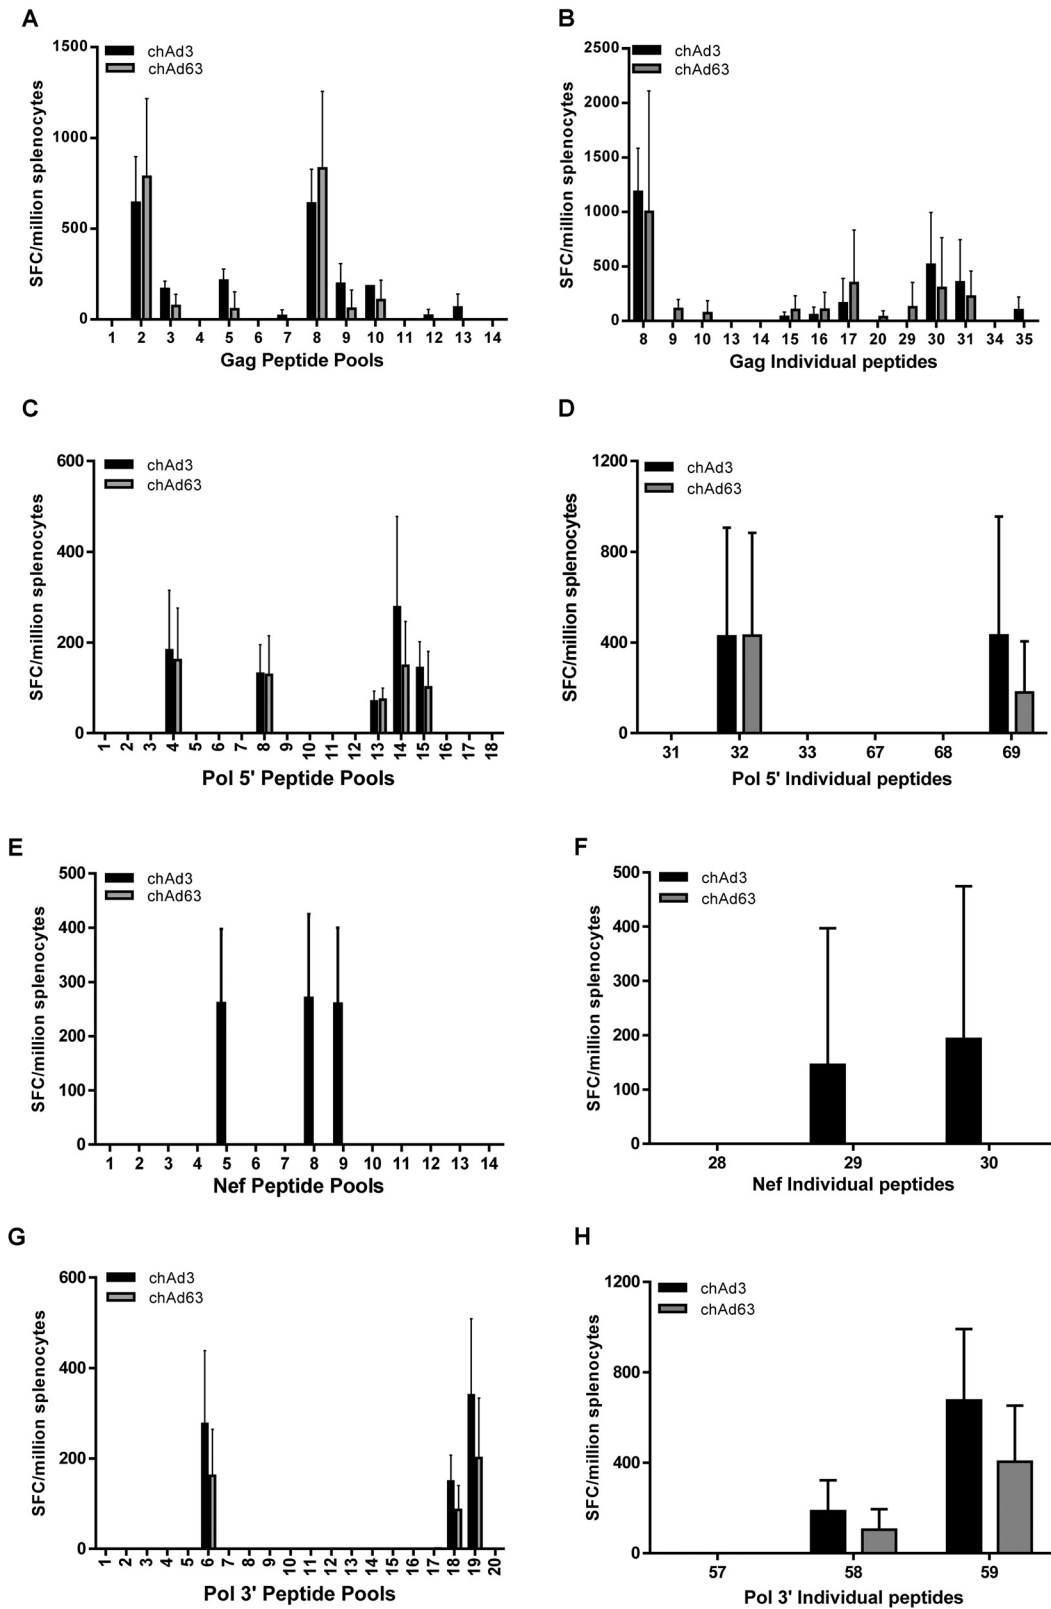 A
SFC/million splenocytes
1500
1000
500
0
chAd3
chAd63
1 2 3 4 5 6 7 8 9 10 11 12 13 14
Gag Peptide Pools
B
SFC/million splenocytes
2500
2000
1500
1000
500
0
chAd3
chAd63
8 9 10 13 14 15 16 17 20 29 30 31 34 35
Gag Individual peptides
C
SFC/million splenocytes
600
400
200
0
chAd3
chAd63
1 2 3 4 5 6 7 8 9 10 11 12 13 14 15 16 17 18
Pol 5' Peptide Pools
D
SFC/million splenocytes
1200
800
400
0
chAd3
chAd63
31 32 33 67 68 69
Pol 5' Individual peptides
E
SFC/million splenocytes
500
400
300
200
100
0
chAd3
chAd63
1 2 3 4 5 6 7 8 9 10 11 12 13 14
Nef Peptide Pools
F
SFC/million splenocytes
500
400
300
200
100
0
chAd3
chAd63
28 29 30
Nef Individual peptides
G
SFC/million splenocytes
600
400
200
0
chAd3
chAd63
1 2 3 4 5 6 7 8 9 10 11 12 13 14 15 16 17 18 19 20
Pol 3' Peptide Pools
H
SFC/million splenocytes
1200
800
400
0
chAd3
chAd63
57 58 59
Pol 3' Individual peptides